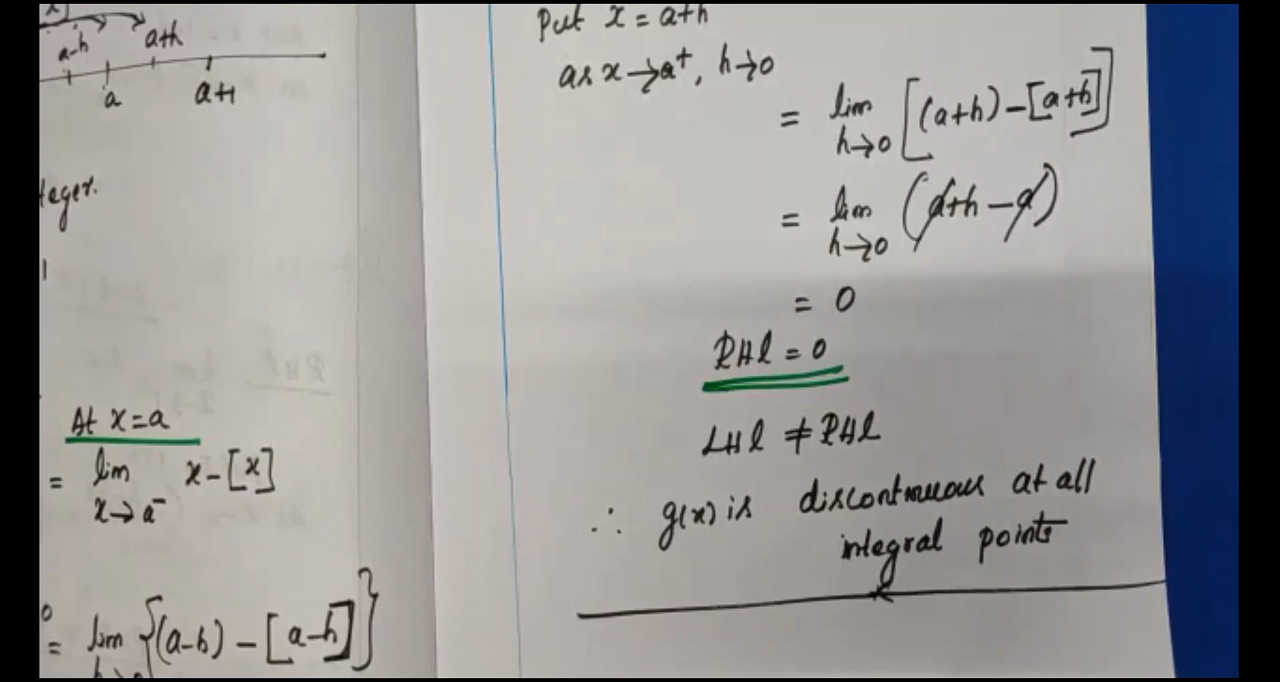 a-h a+h
a a+1
teger.
At x=a
= lim x-[x]
x→a⁻
= lim {(a-h) - [a-h]}
Put x = a+h
as x→a⁺, h→0
= lim [(a+h) - [a+h]]
h→0
= lim (a+h-a)
h→0
= 0
RHl = 0
LHl ≠ RHl
∴ g(x) is discontinuous at all
integral points